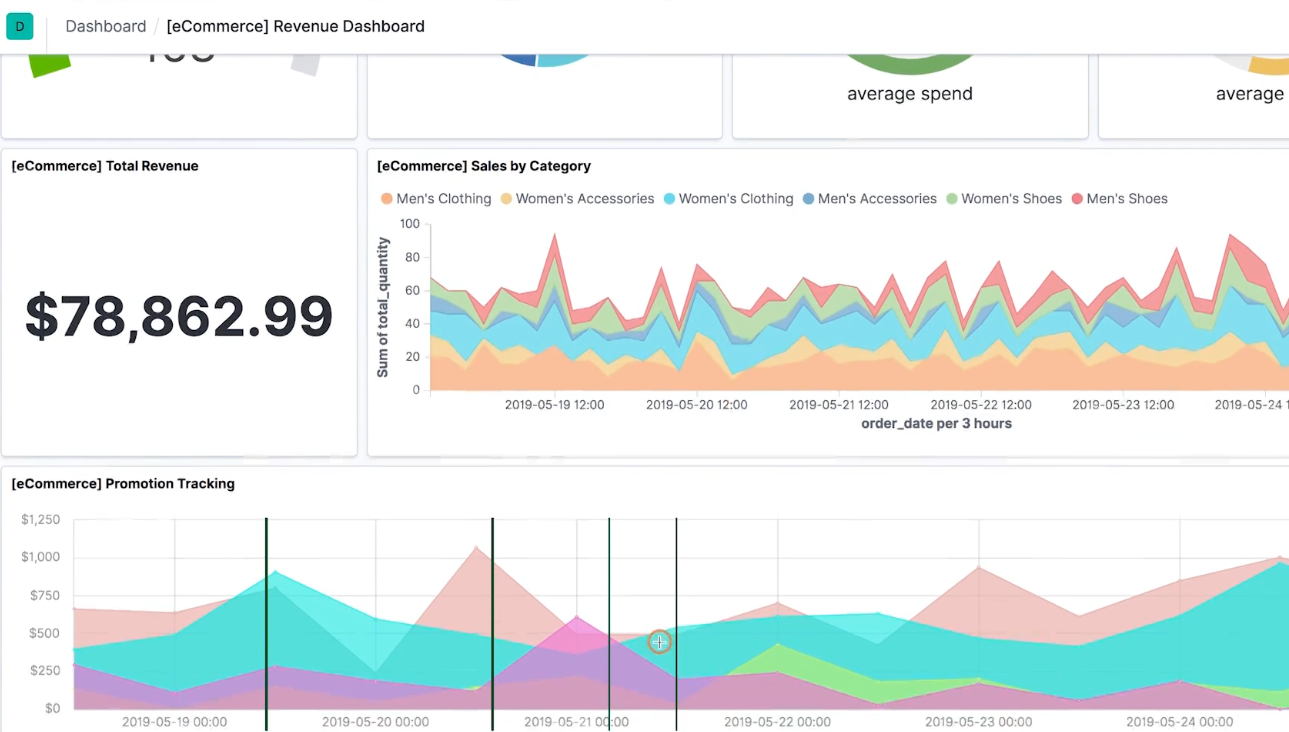 D Dashboard / [eCommerce] Revenue Dashboard
average spend
average
[eCommerce] Total Revenue
$78,862.99
[eCommerce] Sales by Category
Men's Clothing Women's Accessories Women's Clothing Men's Accessories Women's Shoes Men's Shoes
Sum of total_quantity
100
80
60
40
20
0
2019-05-19 12:00 2019-05-20 12:00 2019-05-21 12:00 2019-05-22 12:00 2019-05-23 12:00 2019-05-24 1
order_date per 3 hours
[eCommerce] Promotion Tracking
$1,250
$1,000
$750
$500
$250
$0
2019-05-19 00:00 2019-05-20 00:00 2019-05-21 00:00 2019-05-22 00:00 2019-05-23 00:00 2019-05-24 00:00